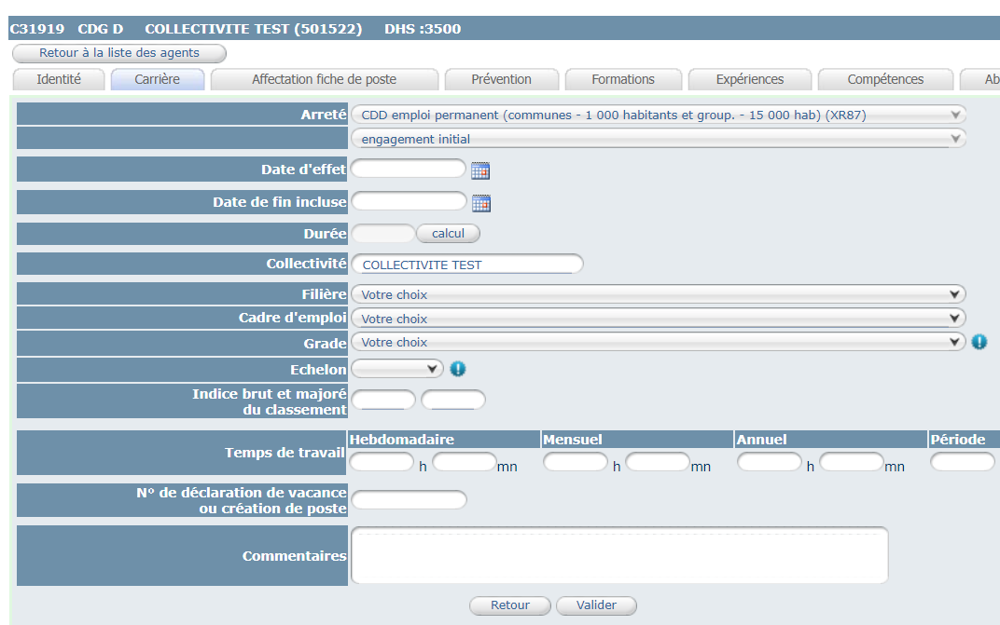 C31919 CDG D COLLECTIVITE TEST (501522) DHS :3500
Retour à la liste des agents
Identité Carrière Affectation fiche de poste Prévention Formations Expériences Compétences Ab
Arreté CDD emploi permanent (communes - 1 000 habitants et group. - 15 000 hab) (XR87)
engagement initial
Date d'effet
Date de fin incluse
Durée calcul
Collectivité COLLECTIVITE TEST
Filière Votre choix
Cadre d'emploi Votre choix
Grade Votre choix
Echelon
Indice brut et majoré
du classement
Hebdomadaire Mensuel Annuel Période
Temps de travail h mn h mn h mn
N° de déclaration de vacance
ou création de poste
Commentaires
Retour Valider